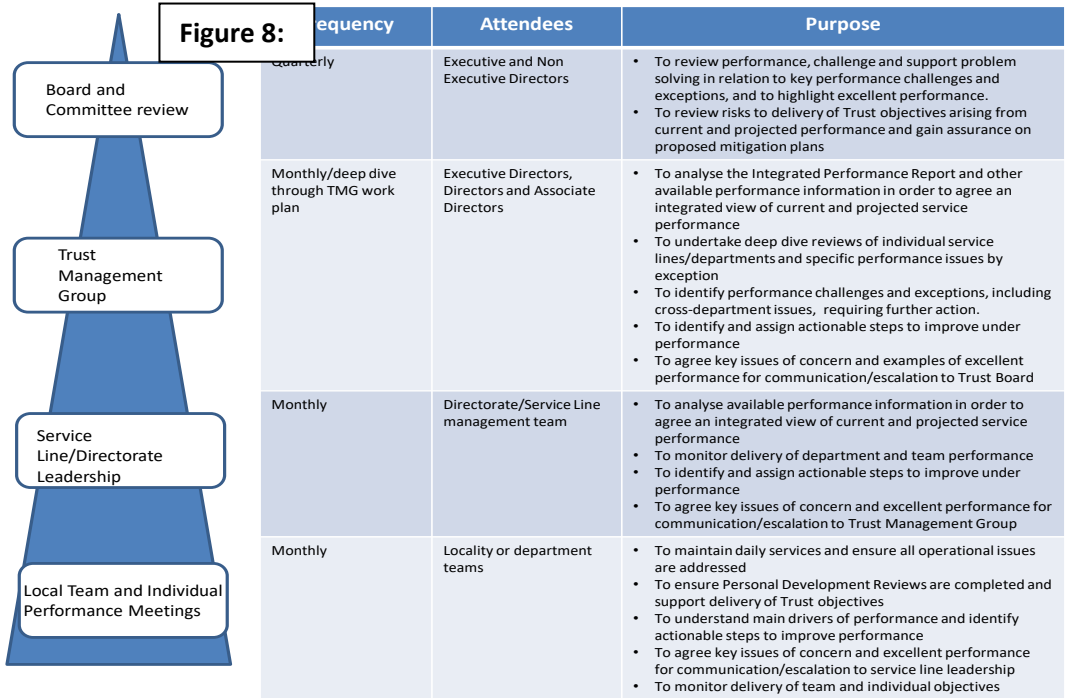 Figure 8:
requency
Attendees
Purpose
Board and
Committee review
Quarterly
Executive and Non
Executive Directors
• To review performance, challenge and support problem
solving in relation to key performance challenges and
exceptions, and to highlight excellent performance.
• To review risks to delivery of Trust objectives arising from
current and projected performance and gain assurance on
proposed mitigation plans
Trust
Management
Group
Monthly/deep dive
through TMG work
plan
Executive Directors,
Directors and Associate
Directors
• To analyse the Integrated Performance Report and other
available performance information in order to agree an
integrated view of current and projected service
performance
• To undertake deep dive reviews of individual service
lines/departments and specific performance issues by
exception
• To identify performance challenges and exceptions, including
cross-department issues, requiring further action.
• To identify and assign actionable steps to improve under
performance
• To agree key issues of concern and examples of excellent
performance for communication/escalation to Trust Board
Service
Line/Directorate
Leadership
Monthly
Directorate/Service Line
management team
• To analyse available performance information in order to
agree an integrated view of current and projected service
performance
• To monitor delivery of department and team performance
• To identify and assign actionable steps to improve under
performance
• To agree key issues of concern and excellent performance for
communication/escalation to Trust Management Group
Local Team and Individual
Performance Meetings
Monthly
Locality or department
teams
• To maintain daily services and ensure all operational issues
are addressed
• To ensure Personal Development Reviews are completed and
support delivery of Trust objectives
• To understand main drivers of performance and identify
actionable steps to improve performance
• To agree key issues of concern and excellent performance
for communication/escalation to service line leadership
• To monitor delivery of team and individual objectives